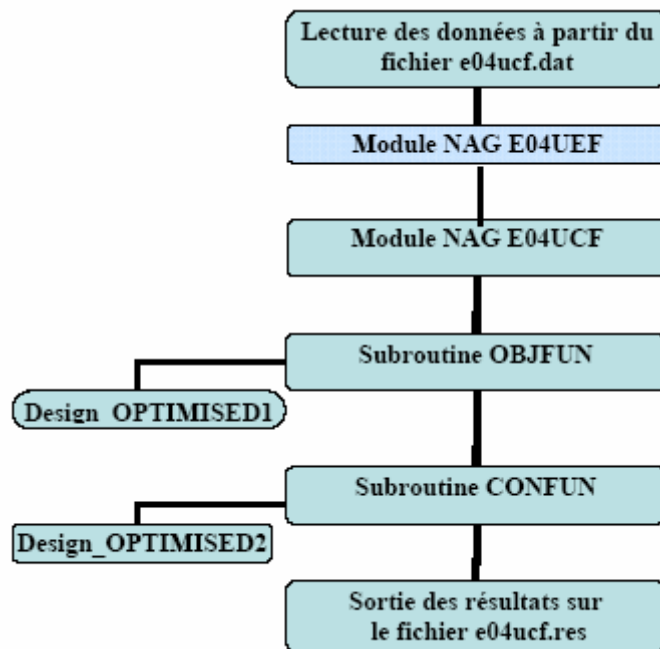 Lecture des données à partir du
fichier e04ucf.dat
Module NAG E04UEF
Module NAG E04UCF
Subroutine OBJFUN
Design_OPTIMISED1
Subroutine CONFUN
Design_OPTIMISED2
Sortie des résultats sur
le fichier e04ucf.res